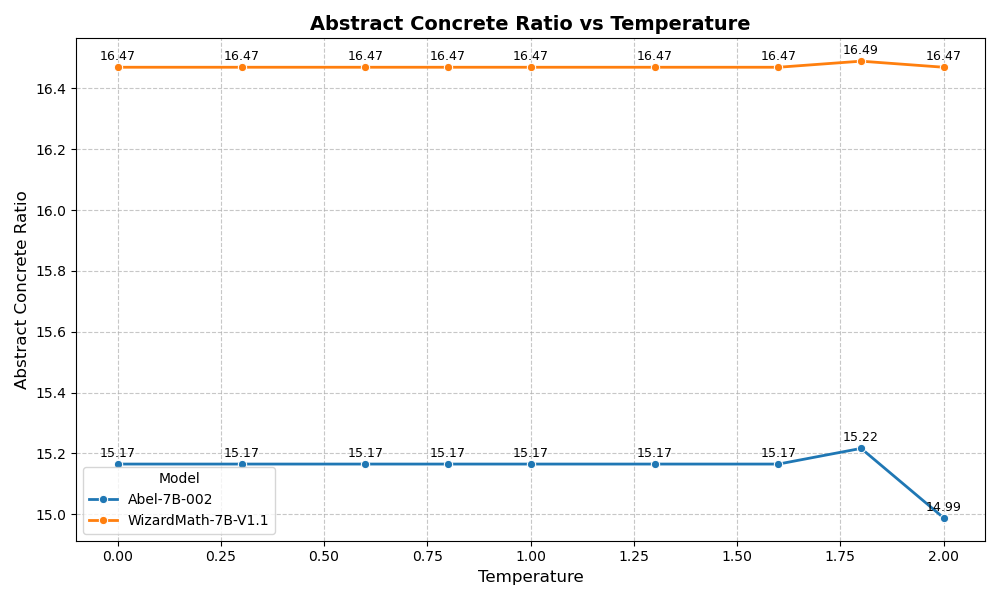 Abstract Concrete Ratio vs Temperature
16.47 16.47 16.47 16.47 16.47 16.47 16.47 16.49 16.47
15.17 15.17 15.17 15.17 15.17 15.17 15.17 15.22 14.99
Abstract Concrete Ratio
16.4
16.2
16.0
15.8
15.6
15.4
15.2
15.0
Model
Abel-7B-002
WizardMath-7B-V1.1
0.00 0.25 0.50 0.75 1.00 1.25 1.50 1.75 2.00
Temperature